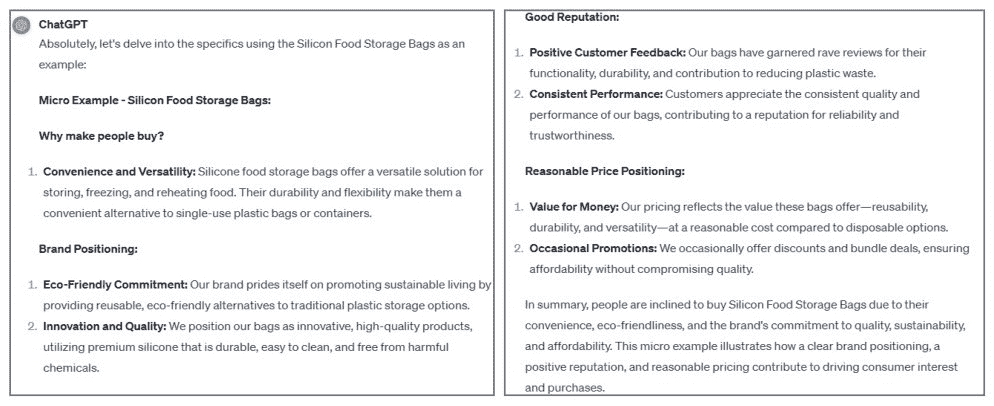 ChatGPT
Absolutely, let's delve into the specifics using the Silicon Food Storage Bags as an
example:
Micro Example - Silicon Food Storage Bags:
Why make people buy?
1. Convenience and Versatility: Silicone food storage bags offer a versatile solution for
storing, freezing, and reheating food. Their durability and flexibility make them a
convenient alternative to single-use plastic bags or containers.
Brand Positioning:
1. Eco-Friendly Commitment: Our brand prides itself on promoting sustainable living by
providing reusable, eco-friendly alternatives to traditional plastic storage options.
2. Innovation and Quality: We position our bags as innovative, high-quality products,
utilizing premium silicone that is durable, easy to clean, and free from harmful
chemicals.
Good Reputation:
1. Positive Customer Feedback: Our bags have garnered rave reviews for their
functionality, durability, and contribution to reducing plastic waste.
2. Consistent Performance: Customers appreciate the consistent quality and
performance of our bags, contributing to a reputation for reliability and
trustworthiness.
Reasonable Price Positioning:
1. Value for Money: Our pricing reflects the value these bags offer—reusability,
durability, and versatility—at a reasonable cost compared to disposable options.
2. Occasional Promotions: We occasionally offer discounts and bundle deals, ensuring
affordability without compromising quality.
In summary, people are inclined to buy Silicon Food Storage Bags due to their
convenience, eco-friendliness, and the brand's commitment to quality, sustainability,
and affordability. This micro example illustrates how a clear brand positioning, a
positive reputation, and reasonable pricing contribute to driving consumer interest
and purchases.